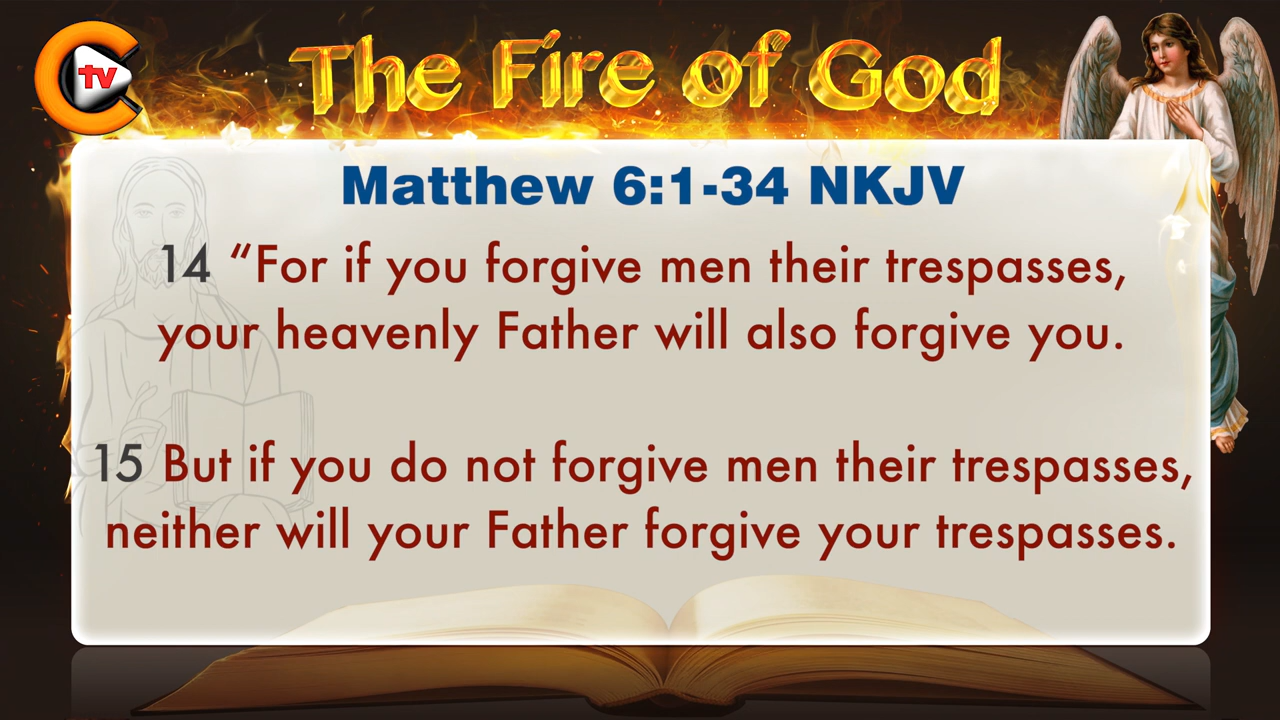 C tv
The Fire of God
Matthew 6:1-34 NKJV
14 “For if you forgive men their trespasses,
your heavenly Father will also forgive you.
15 But if you do not forgive men their trespasses,
neither will your Father forgive your trespasses.